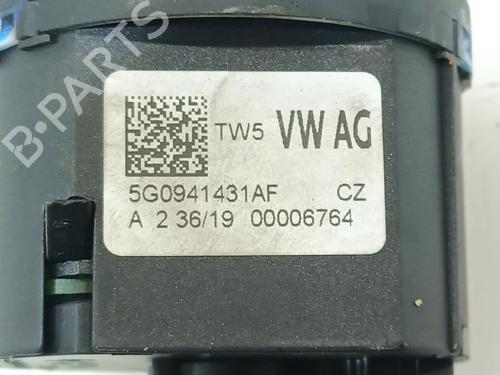 B-PARTS
TW5 VW AG
5G0941431AF CZ
A 2 36/19 00006764